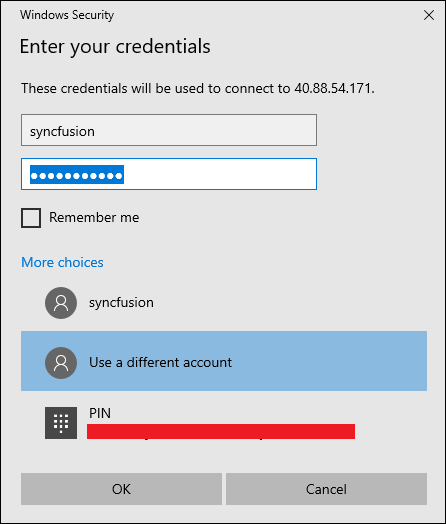 Windows Security
Enter your credentials
These credentials will be used to connect to 40.88.54.171.
syncfusion
●●●●●●●●●●●
Remember me
More choices
syncfusion
Use a different account
PIN
OK
Cancel